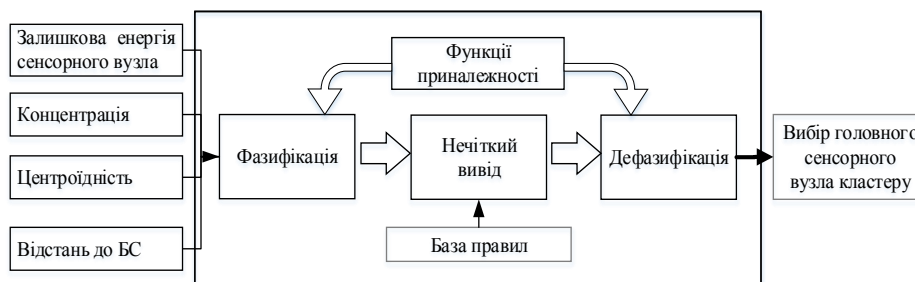 Залишкова енергія
сенсорного вузла
Концентрація
Центроїдність
Відстань до БС
Функції
приналежності
Фазифікація
Нечіткий
вивід
Дефазифікація
База правил
Вибір головного
сенсорного
вузла кластеру